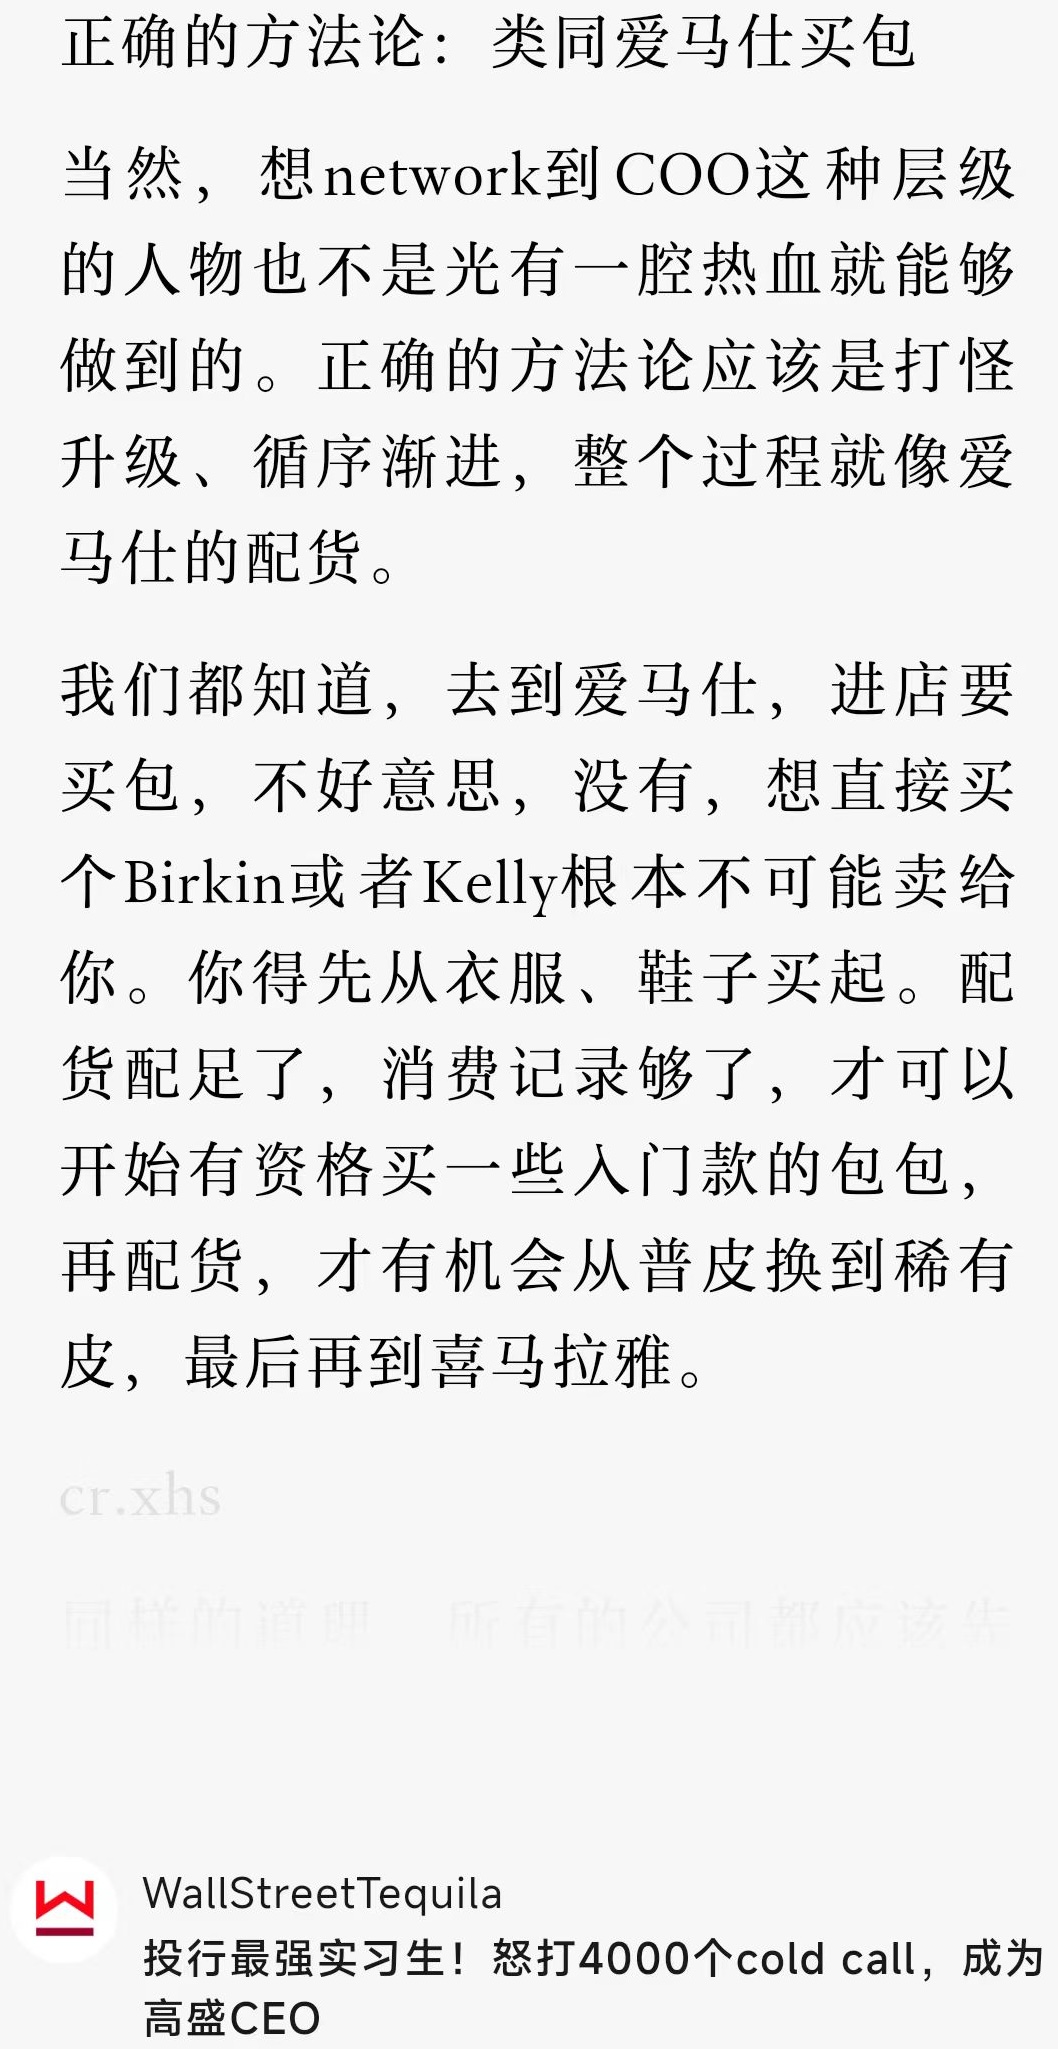 正确的方法论：类同爱马仕买包
当然，想network到COO这种层级
的人物也不是光有一腔热血就能够
做到的。正确的方法论应该是打怪
升级、循序渐进，整个过程就像爱
马仕的配货。
我们都知道，去到爱马仕，进店要
买包，不好意思，没有，想直接买
个Birkin或者Kelly根本不可能卖给
你。你得先从衣服、鞋子买起。配
货配足了，消费记录够了，才可以
开始有资格买一些入门款的包包，
再配货，才有机会从普皮换到稀有
皮，最后再到喜马拉雅。
cr.xhs
同样的道理，所有的公司都应该先
WallStreetTequila
投行最强实习生！怒打4000个cold call，成为
高盛CEO